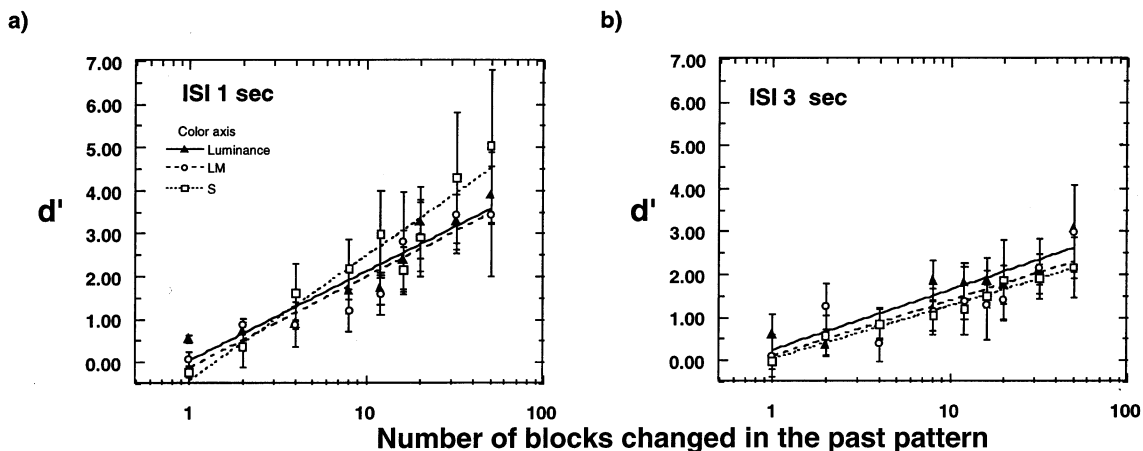 a)
7.00
6.00
5.00
4.00
3.00
2.00
1.00
0.00
d'
ISI 1 sec
Color axis
Luminance
LM
S
1
10
100
b)
7.00
6.00
5.00
4.00
3.00
2.00
1.00
0.00
d'
ISI 3 sec
1
10
100
Number of blocks changed in the past pattern